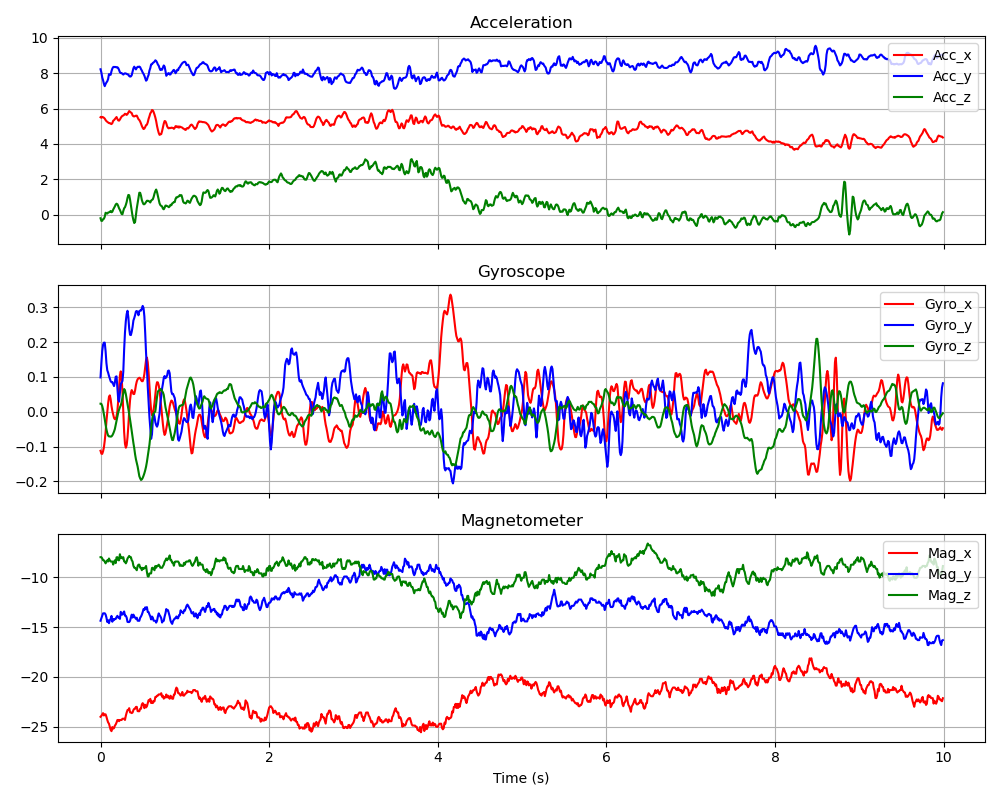 Acceleration
10
8
6
4
2
0
Acc_x
Acc_y
Acc_z
Gyroscope
0.3
0.2
0.1
0.0
−0.1
−0.2
Gyro_x
Gyro_y
Gyro_z
Magnetometer
−10
−15
−20
−25
Mag_x
Mag_y
Mag_z
0 2 4 6 8 10
Time (s)